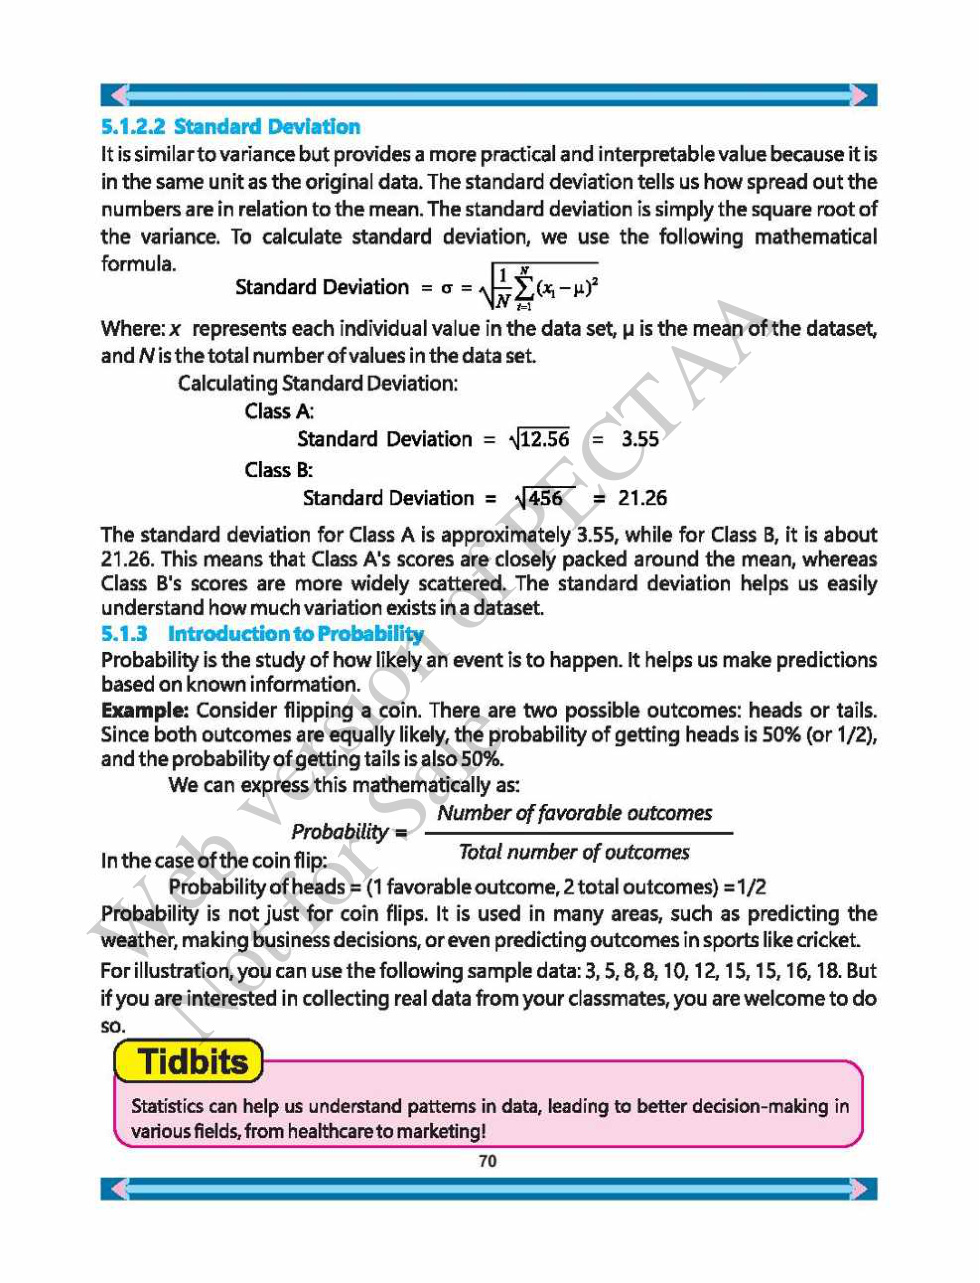 5.1.2.2 Standard Deviation
It is similar to variance but provides a more practical and interpretable value because it is
in the same unit as the original data. The standard deviation tells us how spread out the
numbers are in relation to the mean. The standard deviation is simply the square root of
the variance. To calculate standard deviation, we use the following mathematical
formula.
Standard Deviation = σ = √(1/N ∑_{i=1}^{N} (x_i − μ)²)
Where: x represents each individual value in the data set, μ is the mean of the dataset,
and N is the total number of values in the data set.
Calculating Standard Deviation:
Class A:
Standard Deviation = √12.56 = 3.55
Class B:
Standard Deviation = √456 = 21.26
The standard deviation for Class A is approximately 3.55, while for Class B, it is about
21.26. This means that Class A's scores are closely packed around the mean, whereas
Class B's scores are more widely scattered. The standard deviation helps us easily
understand how much variation exists in a dataset.
5.1.3 Introduction to Probability
Probability is the study of how likely an event is to happen. It helps us make predictions
based on known information.
Example: Consider flipping a coin. There are two possible outcomes: heads or tails.
Since both outcomes are equally likely, the probability of getting heads is 50% (or 1/2),
and the probability of getting tails is also 50%.
We can express this mathematically as:
Number of favorable outcomes
Probability =
Total number of outcomes
In the case of the coin flip:
Probability of heads = (1 favorable outcome, 2 total outcomes) = 1/2
Probability is not just for coin flips. It is used in many areas, such as predicting the
weather, making business decisions, or even predicting outcomes in sports like cricket.
For illustration, you can use the following sample data: 3, 5, 8, 8, 10, 12, 15, 15, 16, 18. But
if you are interested in collecting real data from your classmates, you are welcome to do
so.
Tidbits
Statistics can help us understand patterns in data, leading to better decision-making in
various fields, from healthcare to marketing!
70
Web version of PECTAA
Not for Sale